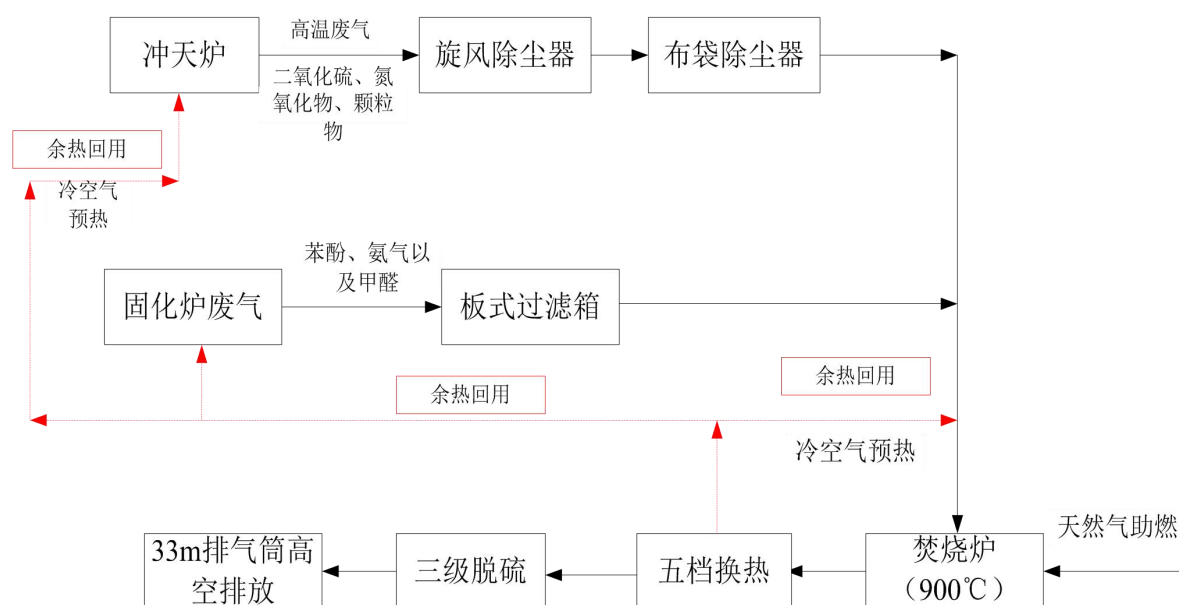 冲天炉
高温废气
二氧化硫、氮
氧化物、颗粒
物
旋风除尘器
布袋除尘器
余热回用
冷空气
预热
固化炉废气
苯酚、氨气以
及甲醛
板式过滤箱
余热回用
余热回用
冷空气预热
33m排气筒高
空排放
三级脱硫
五档换热
焚烧炉
（900℃）
天然气助燃